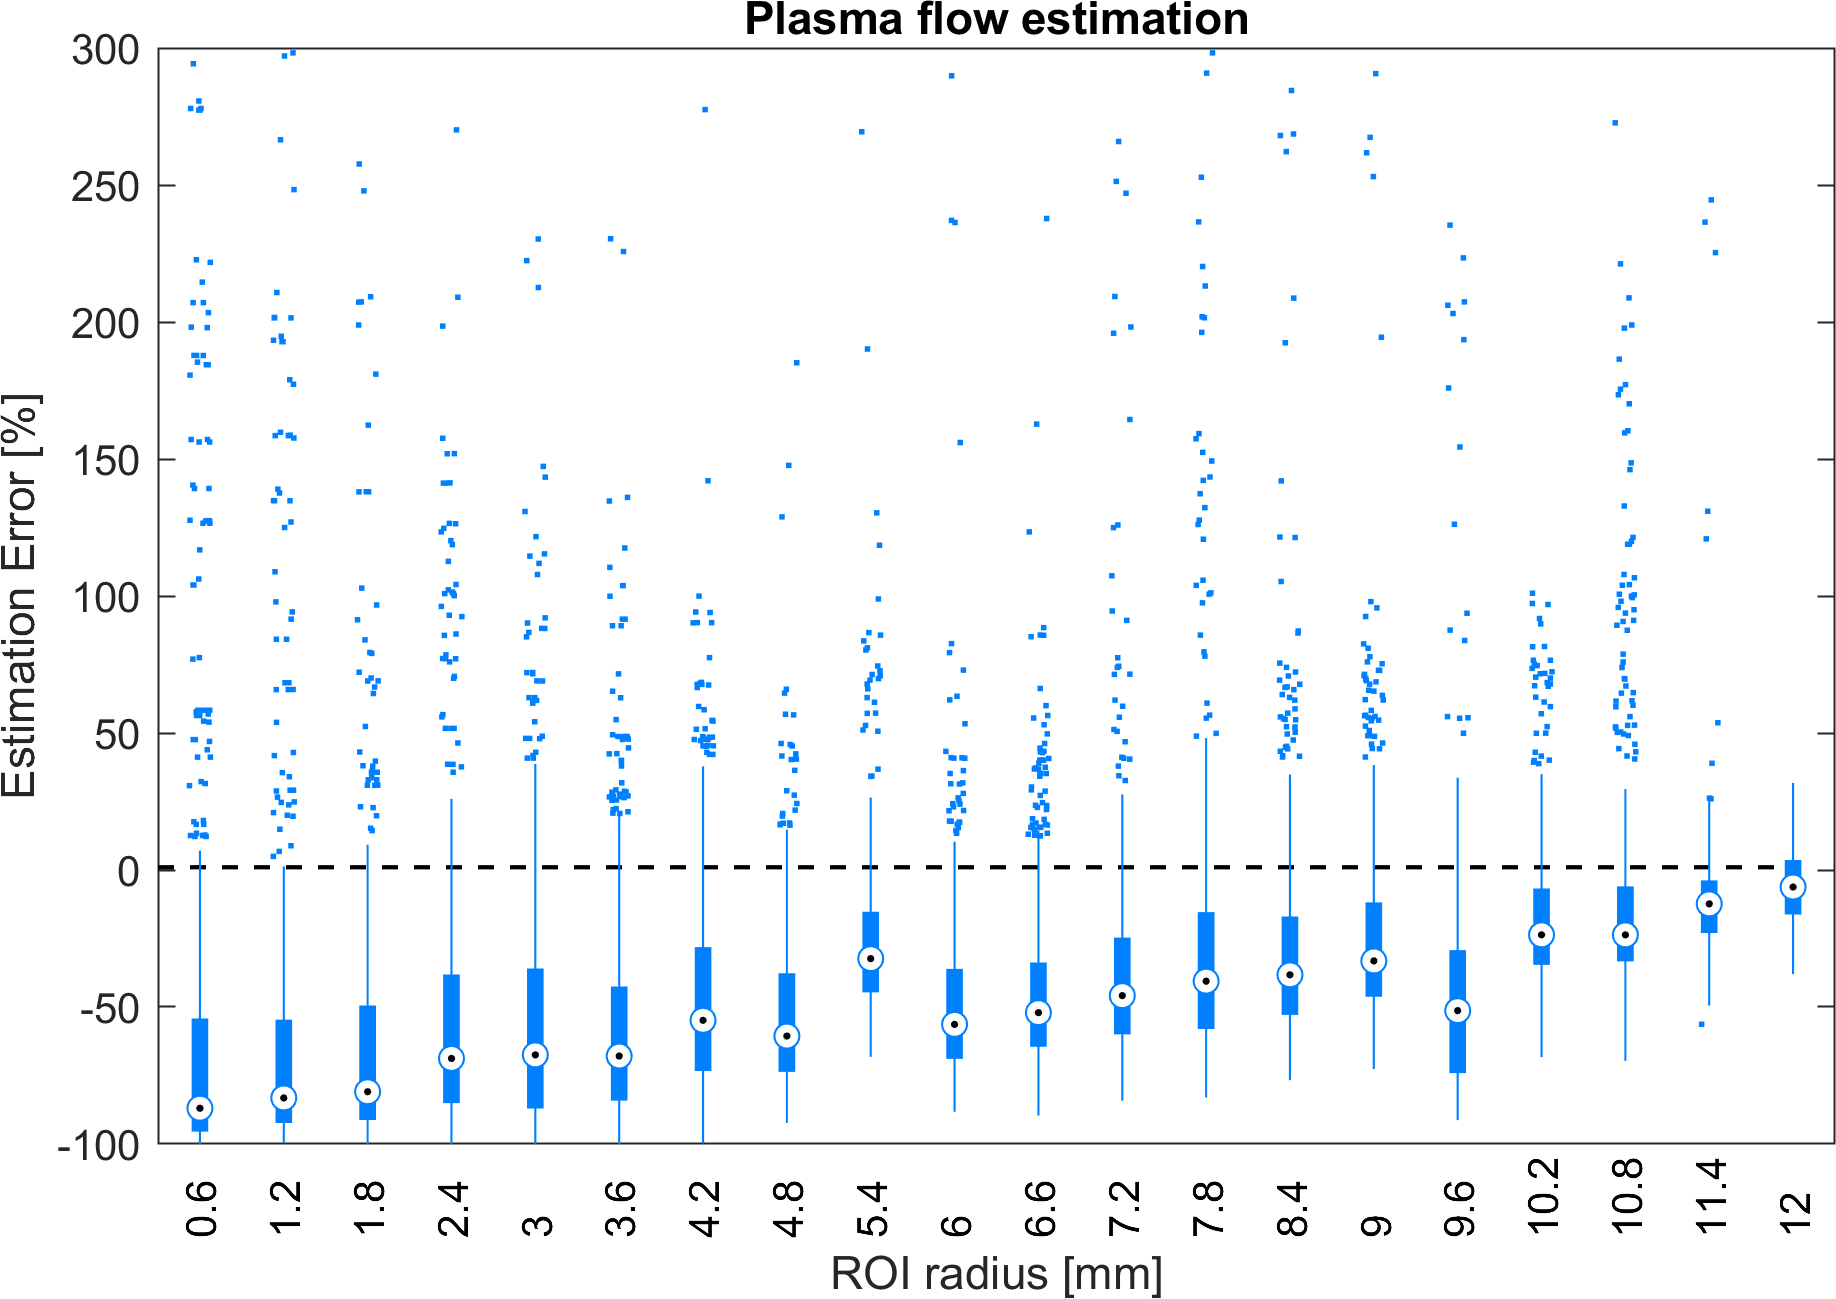 Plasma flow estimation
Estimation Error [%]
300
250
200
150
100
50
0
-50
-100
0.6 1.2 1.8 2.4 3 3.6 4.2 4.8 5.4 6 6.6 7.2 7.8 8.4 9 9.6 10.2 10.8 11.4 12
ROI radius [mm]